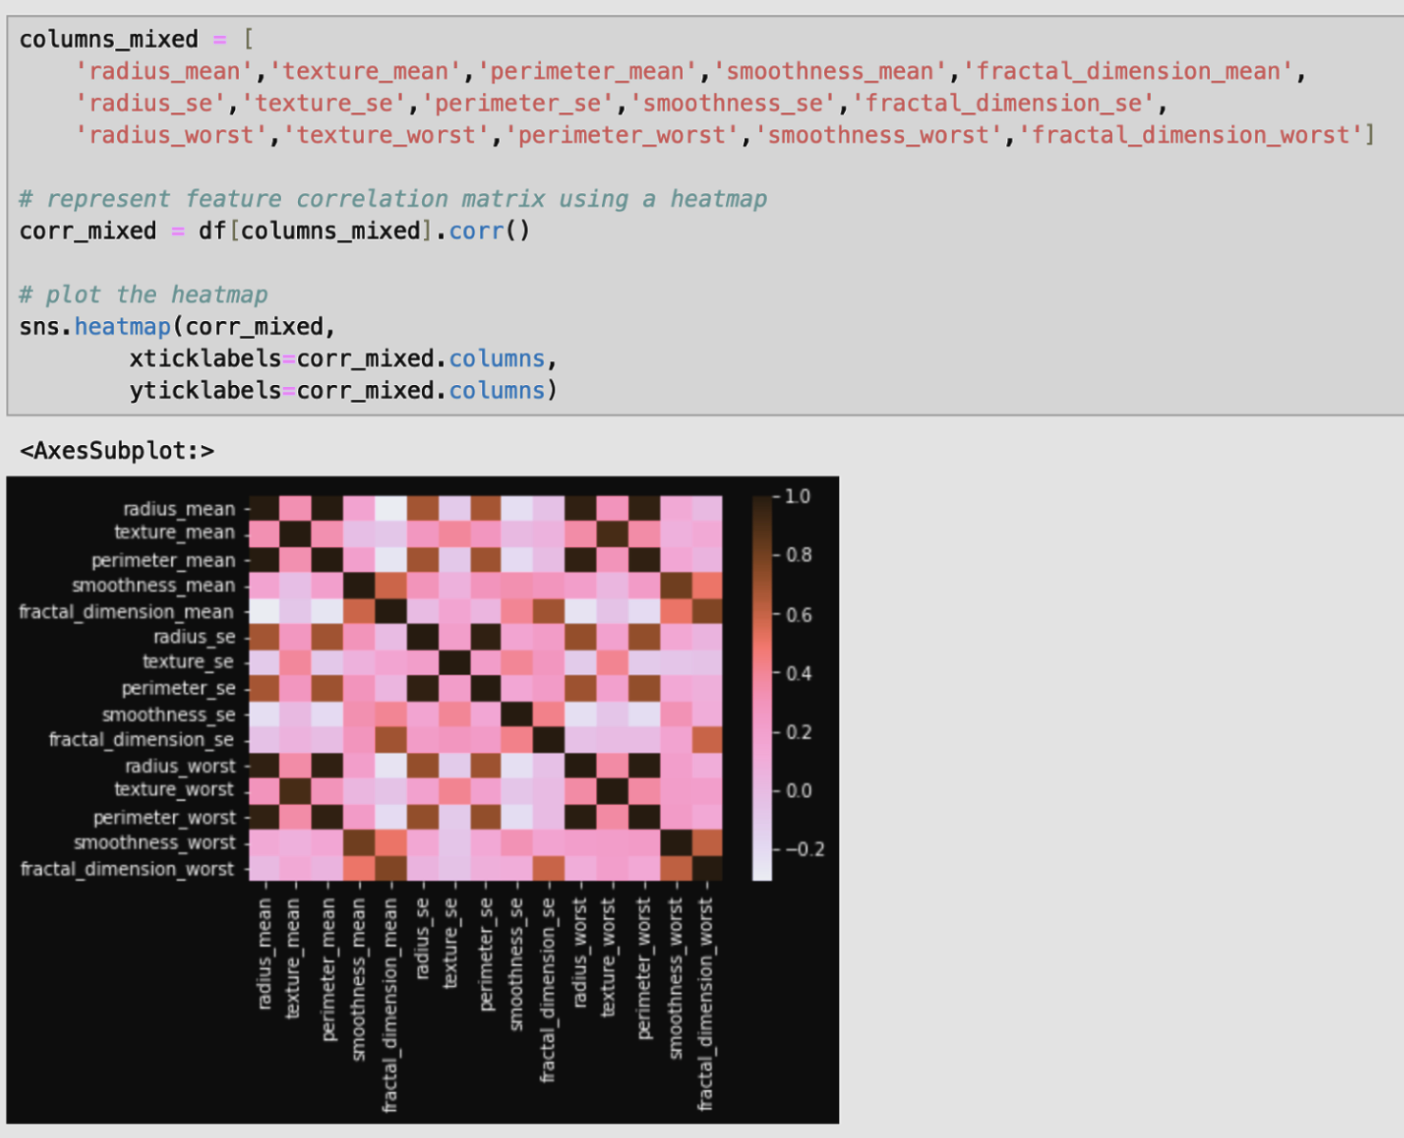 columns_mixed = [
    'radius_mean','texture_mean','perimeter_mean','smoothness_mean','fractal_dimension_mean',
    'radius_se','texture_se','perimeter_se','smoothness_se','fractal_dimension_se',
    'radius_worst','texture_worst','perimeter_worst','smoothness_worst','fractal_dimension_worst']
# represent feature correlation matrix using a heatmap
corr_mixed = df[columns_mixed].corr()
# plot the heatmap
sns.heatmap(corr_mixed,
        xticklabels=corr_mixed.columns,
        yticklabels=corr_mixed.columns)
<AxesSubplot:>
radius_mean
texture_mean
perimeter_mean
smoothness_mean
fractal_dimension_mean
radius_se
texture_se
perimeter_se
smoothness_se
fractal_dimension_se
radius_worst
texture_worst
perimeter_worst
smoothness_worst
fractal_dimension_worst
radius_mean
texture_mean
perimeter_mean
smoothness_mean
fractal_dimension_mean
radius_se
texture_se
perimeter_se
smoothness_se
fractal_dimension_se
radius_worst
texture_worst
perimeter_worst
smoothness_worst
fractal_dimension_worst
1.0
0.8
0.6
0.4
0.2
0.0
−0.2